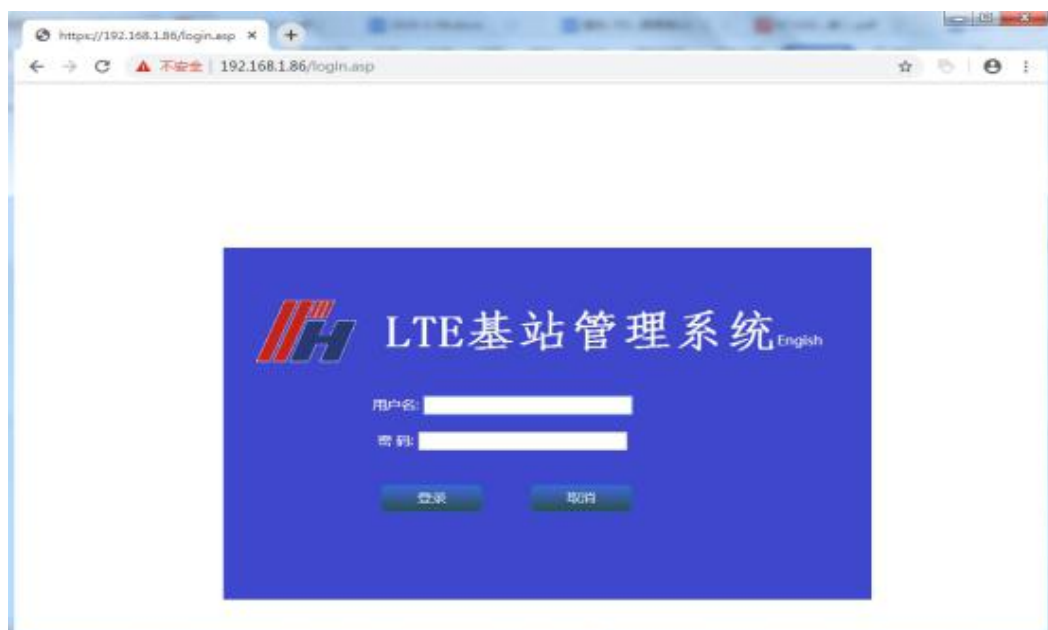 https://192.168.1.86/login.asp
不安全 | 192.168.1.86/login.asp
LTE基站管理系统 Engish
用户名:
密 码:
登录 取消